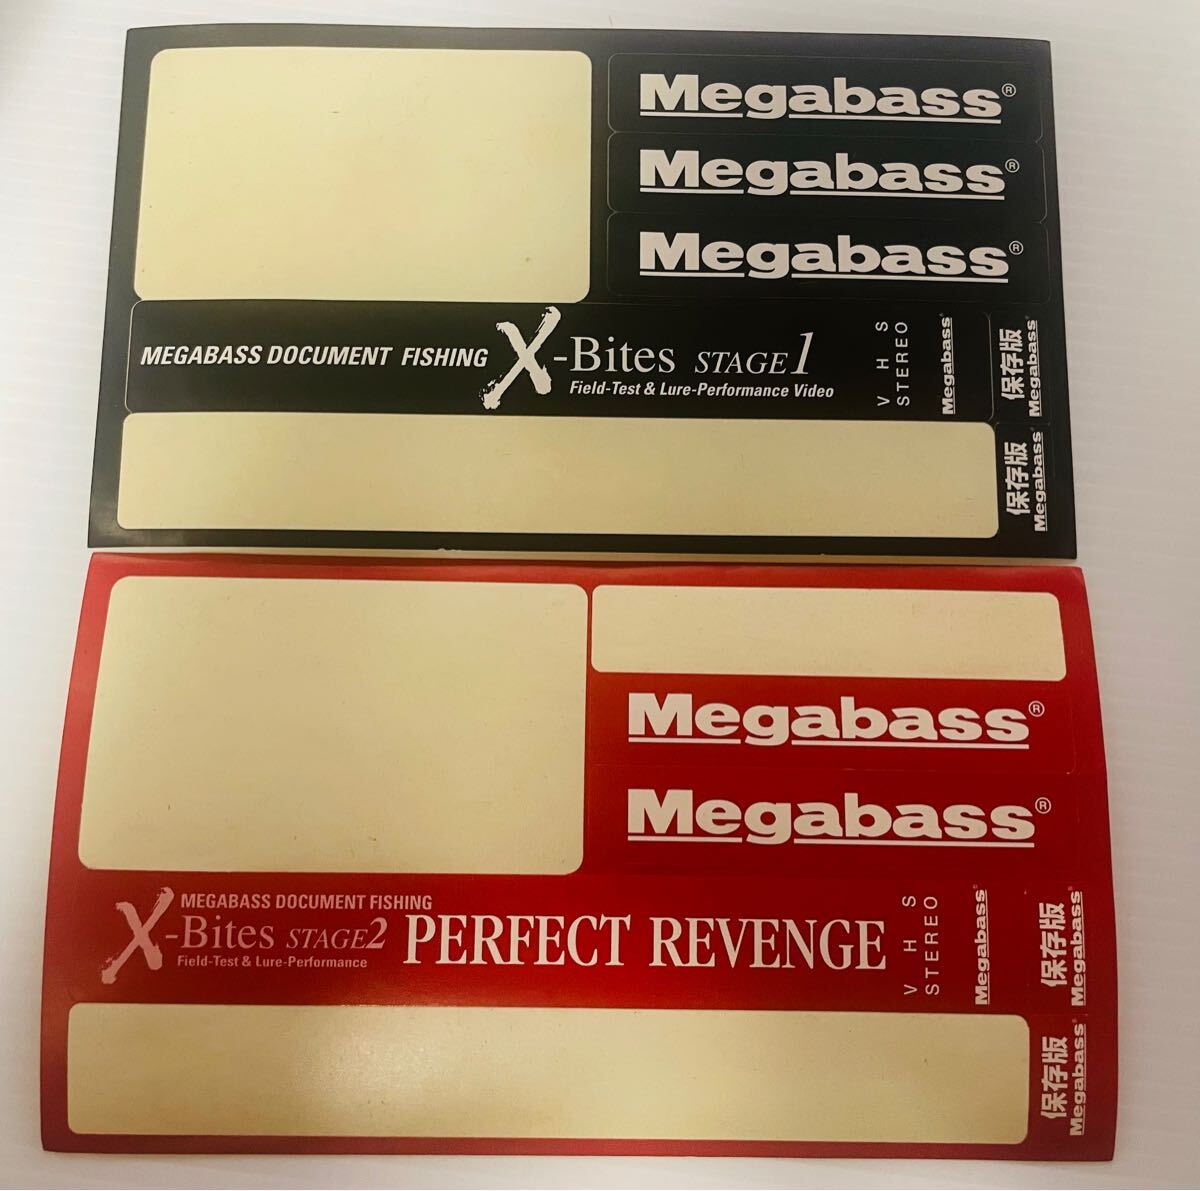 Megabass®
Megabass®
Megabass®
MEGABASS DOCUMENT FISHING X-Bites STAGE1
Field-Test & Lure-Performance Video
VHS
STEREO
Megabass®
保存版
Megabass®
保存版
Megabass®
Megabass®
Megabass®
MEGABASS DOCUMENT FISHING
X-Bites STAGE2 PERFECT REVENGE
Field-Test & Lure-Performance
VHS
STEREO
Megabass®
保存版
Megabass®
保存版
Megabass®